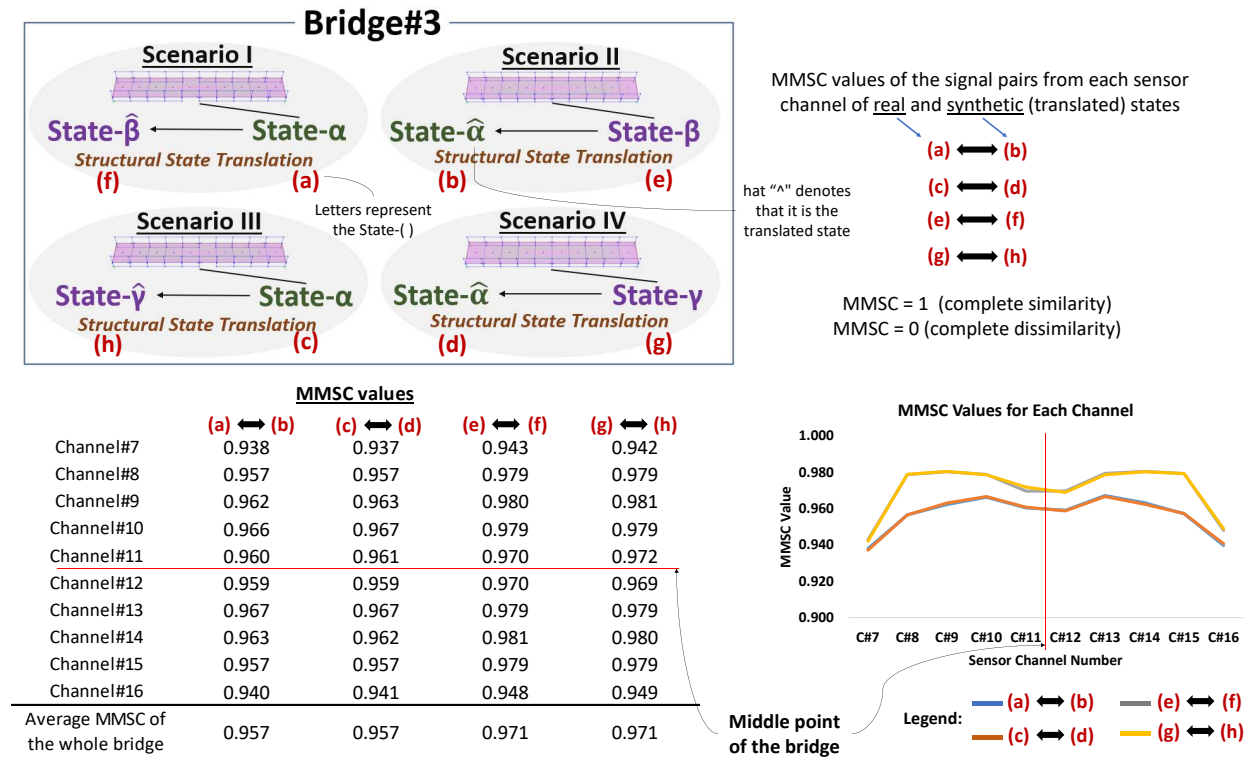 Bridge#3
Scenario I
State-β̂
State-α
Structural State Translation
(f)
(a)
Scenario II
State-α̂
State-β
Structural State Translation
(b)
(e)
Letters represent
the State-( )
Scenario III
State-γ̂
State-α
Structural State Translation
(h)
(c)
Scenario IV
State-α̂
State-γ
Structural State Translation
(d)
(g)
hat “^" denotes
that it is the
translated state
MMSC values of the signal pairs from each sensor
channel of real and synthetic (translated) states
(a) (b)
(c) (d)
(e) (f)
(g) (h)
MMSC = 1 (complete similarity)
MMSC = 0 (complete dissimilarity)
MMSC values
(a) (b) (c) (d) (e) (f) (g) (h)
Channel#7 0.938 0.937 0.943 0.942
Channel#8 0.957 0.957 0.979 0.979
Channel#9 0.962 0.963 0.980 0.981
Channel#10 0.966 0.967 0.979 0.979
Channel#11 0.960 0.961 0.970 0.972
Channel#12 0.959 0.959 0.970 0.969
Channel#13 0.967 0.967 0.979 0.979
Channel#14 0.963 0.962 0.981 0.980
Channel#15 0.957 0.957 0.979 0.979
Channel#16 0.940 0.941 0.948 0.949
Average MMSC of
the whole bridge
0.957 0.957 0.971 0.971
Middle point
of the bridge
MMSC Values for Each Channel
MMSC Value
1.000
0.980
0.960
0.940
0.920
0.900
C#7 C#8 C#9 C#10 C#11 C#12 C#13 C#14 C#15 C#16
Sensor Channel Number
Legend:
(a) (b)
(e) (f)
(c) (d)
(g) (h)